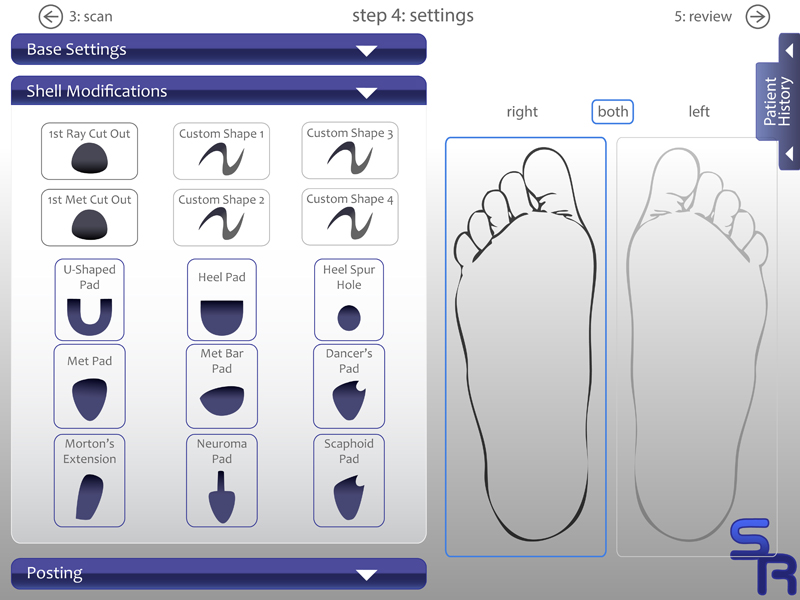 3: scan
step 4: settings
5: review
Base Settings
Shell Modifications
1st Ray Cut Out
Custom Shape 1
Custom Shape 3
1st Met Cut Out
Custom Shape 2
Custom Shape 4
U-Shaped
Pad
Heel Pad
Heel Spur
Hole
Met Pad
Met Bar
Pad
Dancer's
Pad
Morton's
Extension
Neuroma
Pad
Scaphoid
Pad
Posting
right
both
left
Patient
History
SR